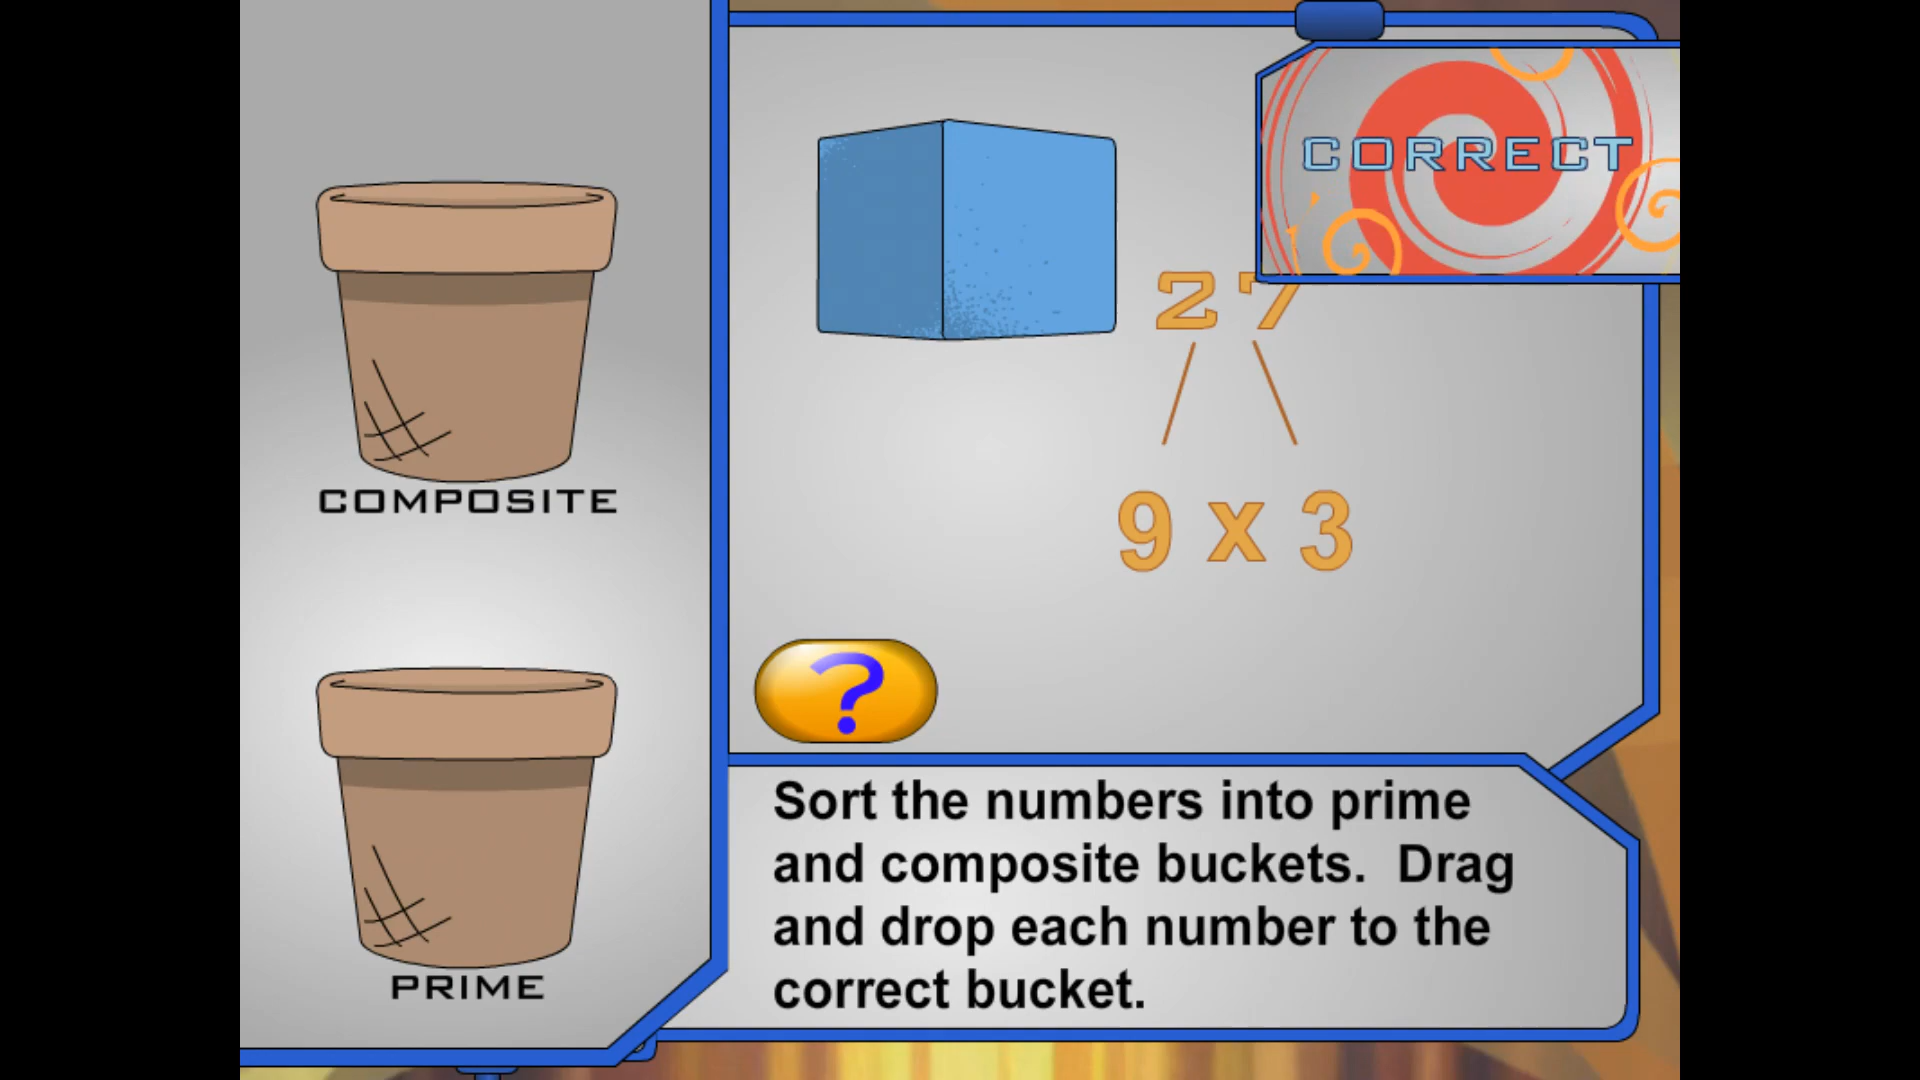 CORRECT
27
9 x 3
COMPOSITE
?
Sort the numbers into prime
and composite buckets. Drag
and drop each number to the
correct bucket.
PRIME